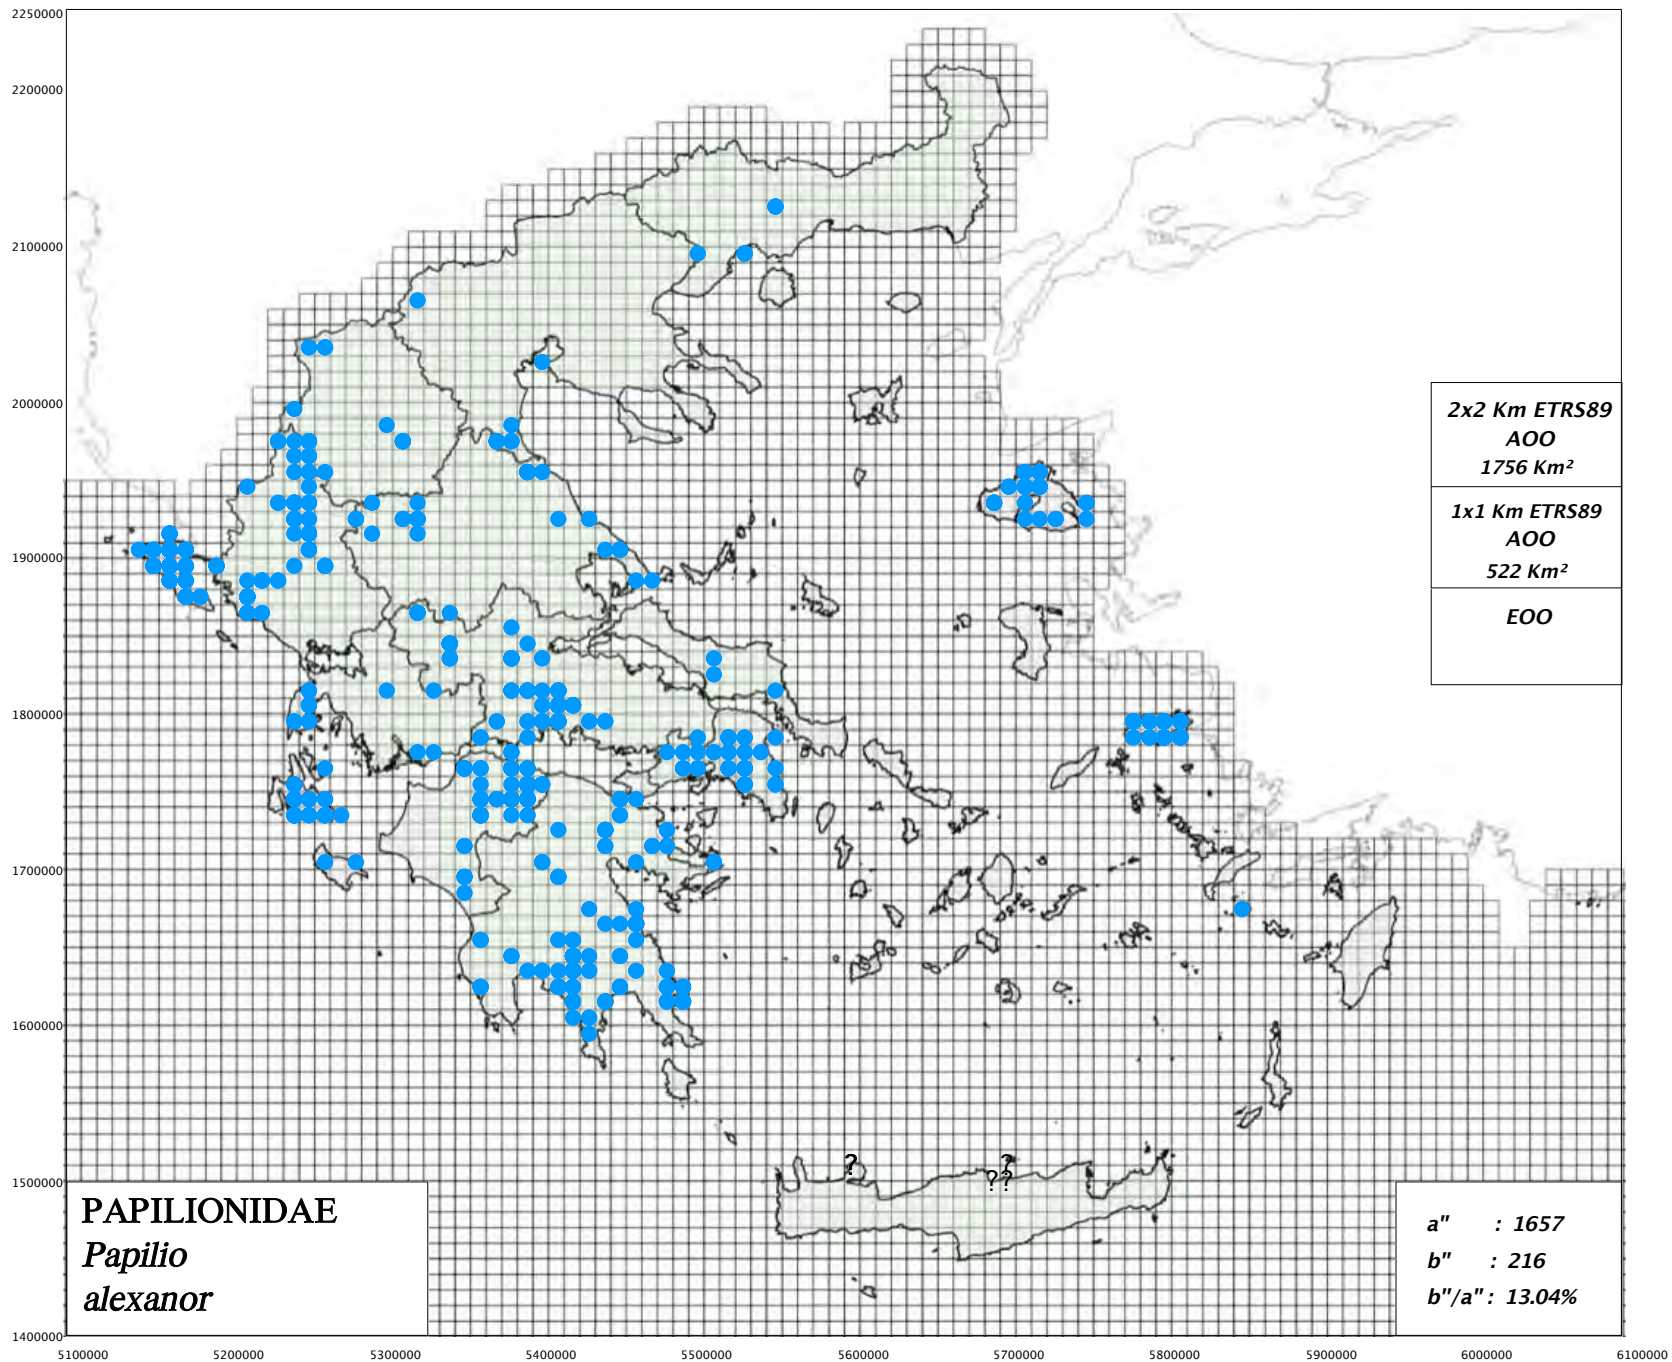 2250000
2200000
2100000
2000000
1900000
1800000
1700000
1600000
1500000
1400000
2x2 Km ETRS89
AOO
1756 Km²
1x1 Km ETRS89
AOO
522 Km²
EOO
?
?
??
PAPILIONIDAE
Papilio
alexanor
a" : 1657
b" : 216
b"/a" : 13.04%
5100000 5200000 5300000 5400000 5500000 5600000 5700000 5800000 5900000 6000000 6100000